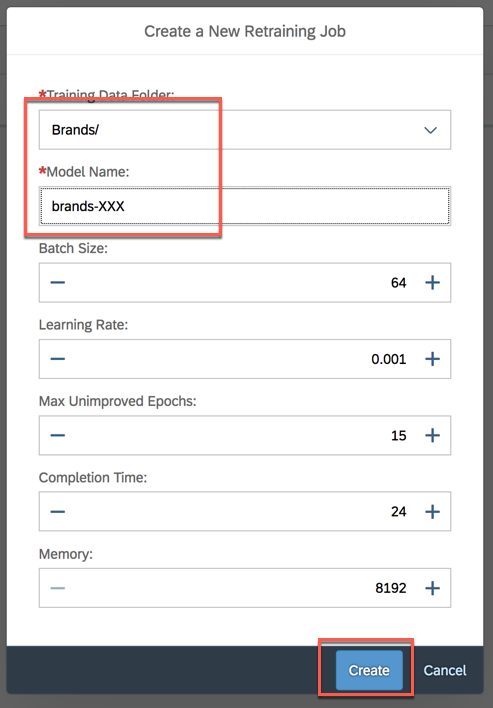 Create a New Retraining Job
*Training Data Folder:
Brands/
*Model Name:
brands-XXX
Batch Size:
64
Learning Rate:
0.001
Max Unimproved Epochs:
15
Completion Time:
24
Memory:
8192
Create Cancel